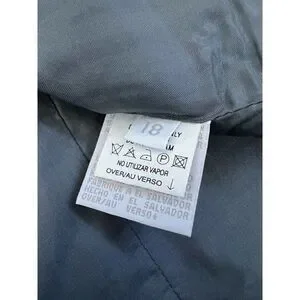 18
NO UTILIZAR VAPOR
OVER/AU VERSO ↓
HECHO EN EL SALVADOR
OVER/AU VERSO